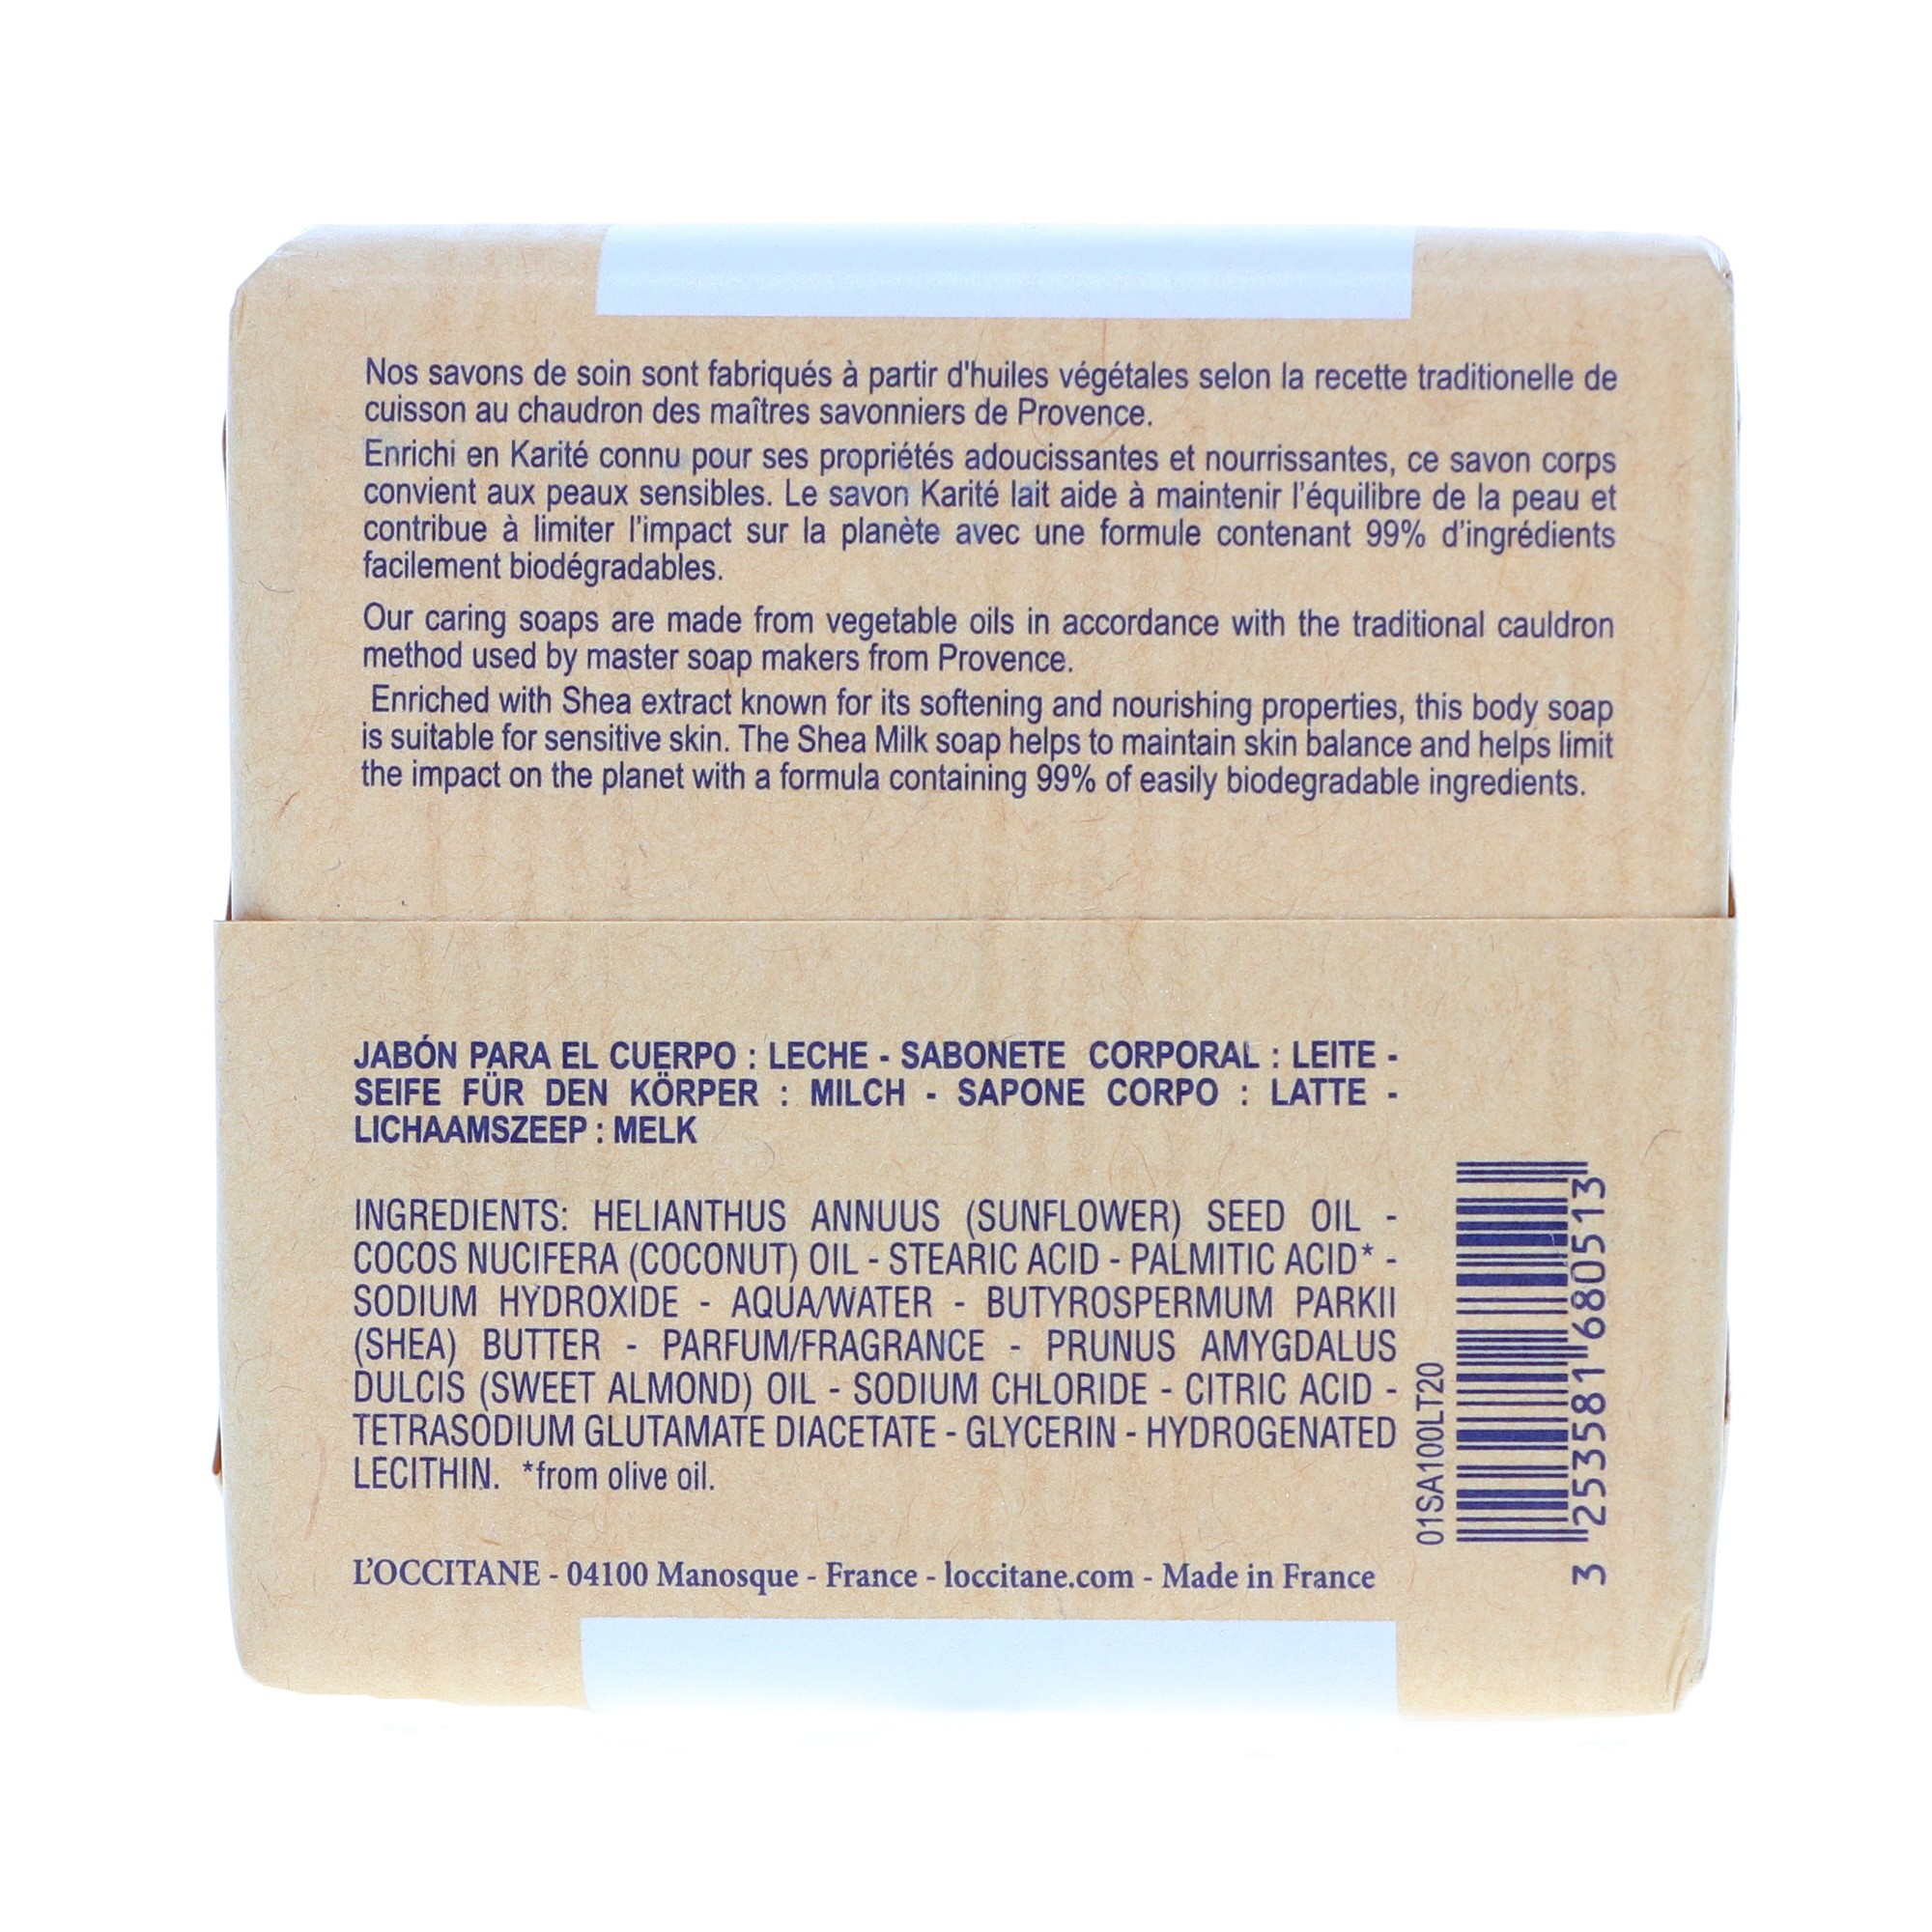 Nos savons de soin sont fabriqués à partir d'huiles végétales selon la recette traditionelle de
cuisson au chaudron des maîtres savonniers de Provence.
Enrichi en Karité connu pour ses propriétés adoucissantes et nourrissantes, ce savon corps
convient aux peaux sensibles. Le savon Karité lait aide à maintenir l'équilibre de la peau et
contribue à limiter l'impact sur la planète avec une formule contenant 99% d'ingrédients
facilement biodégradables.
Our caring soaps are made from vegetable oils in accordance with the traditional cauldron
method used by master soap makers from Provence.
Enriched with Shea extract known for its softening and nourishing properties, this body soap
is suitable for sensitive skin. The Shea Milk soap helps to maintain skin balance and helps limit
the impact on the planet with a formula containing 99% of easily biodegradable ingredients.
JABÓN PARA EL CUERPO : LECHE - SABONETE CORPORAL : LEITE -
SEIFE FÜR DEN KÖRPER : MILCH - SAPONE CORPO : LATTE -
LICHAAMSZEEP : MELK
INGREDIENTS: HELIANTHUS ANNUUS (SUNFLOWER) SEED OIL -
COCOS NUCIFERA (COCONUT) OIL - STEARIC ACID - PALMITIC ACID* -
SODIUM HYDROXIDE - AQUA/WATER - BUTYROSPERMUM PARKII
(SHEA) BUTTER - PARFUM/FRAGRANCE - PRUNUS AMYGDALUS
DULCIS (SWEET ALMOND) OIL - SODIUM CHLORIDE - CITRIC ACID -
TETRASODIUM GLUTAMATE DIACETATE - GLYCERIN - HYDROGENATED
LECITHIN. *from olive oil.
L'OCCITANE - 04100 Manosque - France - loccitane.com - Made in France
01SA100LT20
3 253581 680513